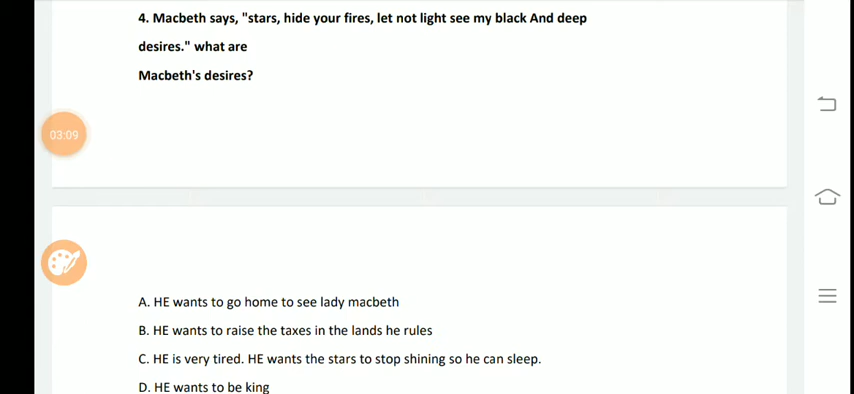 4. Macbeth says, "stars, hide your fires, let not light see my black And deep
desires." what are
Macbeth's desires?
03:09
A. HE wants to go home to see lady macbeth
B. HE wants to raise the taxes in the lands he rules
C. HE is very tired. HE wants the stars to stop shining so he can sleep.
D. HE wants to be king